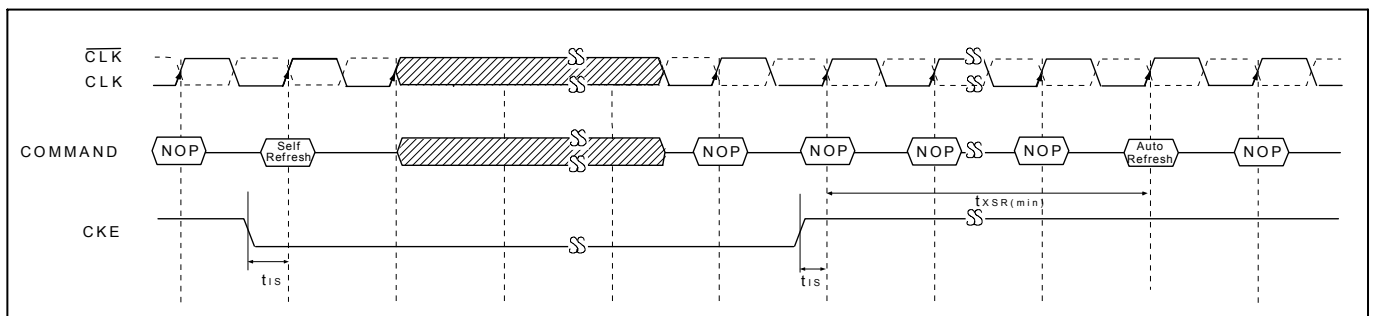 CLK
CLK
COMMAND
NOP
Self
Refresh
NOP
NOP
NOP
NOP
Auto
Refresh
NOP
tXSR(min)
CKE
tIS
tIS